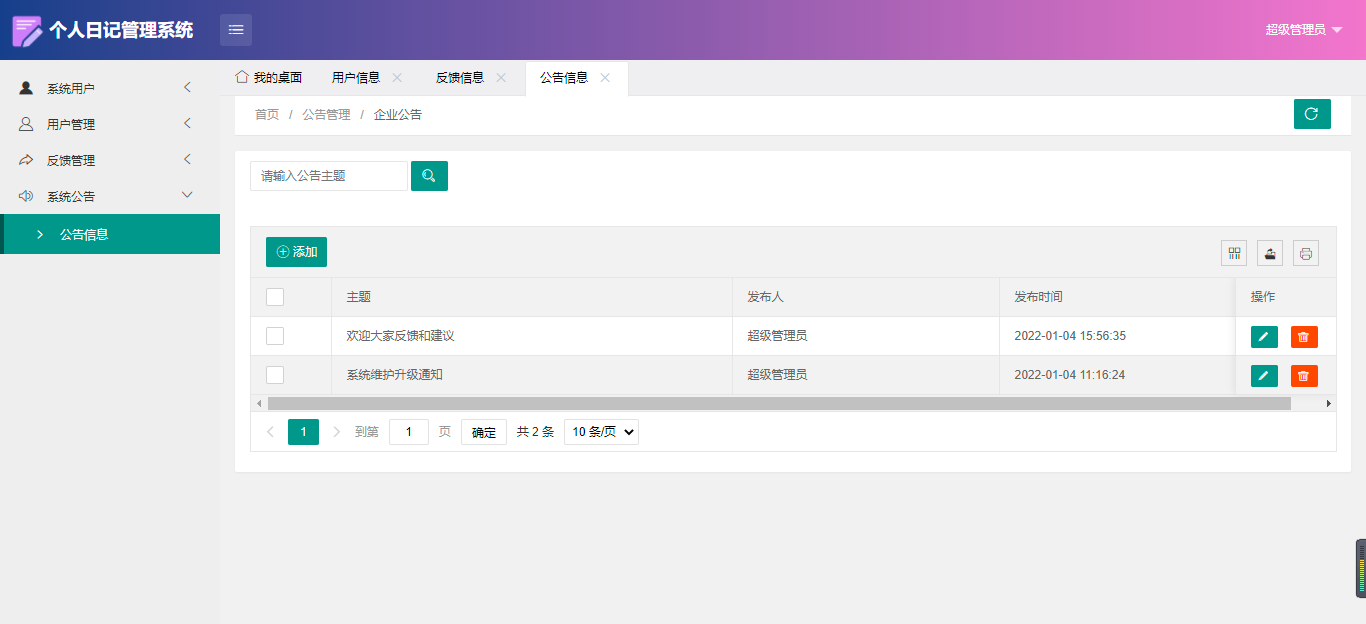 个人日记管理系统
超级管理员
系统用户
用户管理
反馈管理
系统公告
公告信息
我的桌面 用户信息 反馈信息 公告信息
首页 / 公告管理 / 企业公告
请输入公告主题
添加
主题 发布人 发布时间 操作
欢迎大家反馈和建议 超级管理员 2022-01-04 15:56:35
系统维护升级通知 超级管理员 2022-01-04 11:16:24
1 到第 1 页 确定 共 2 条 10 条/页